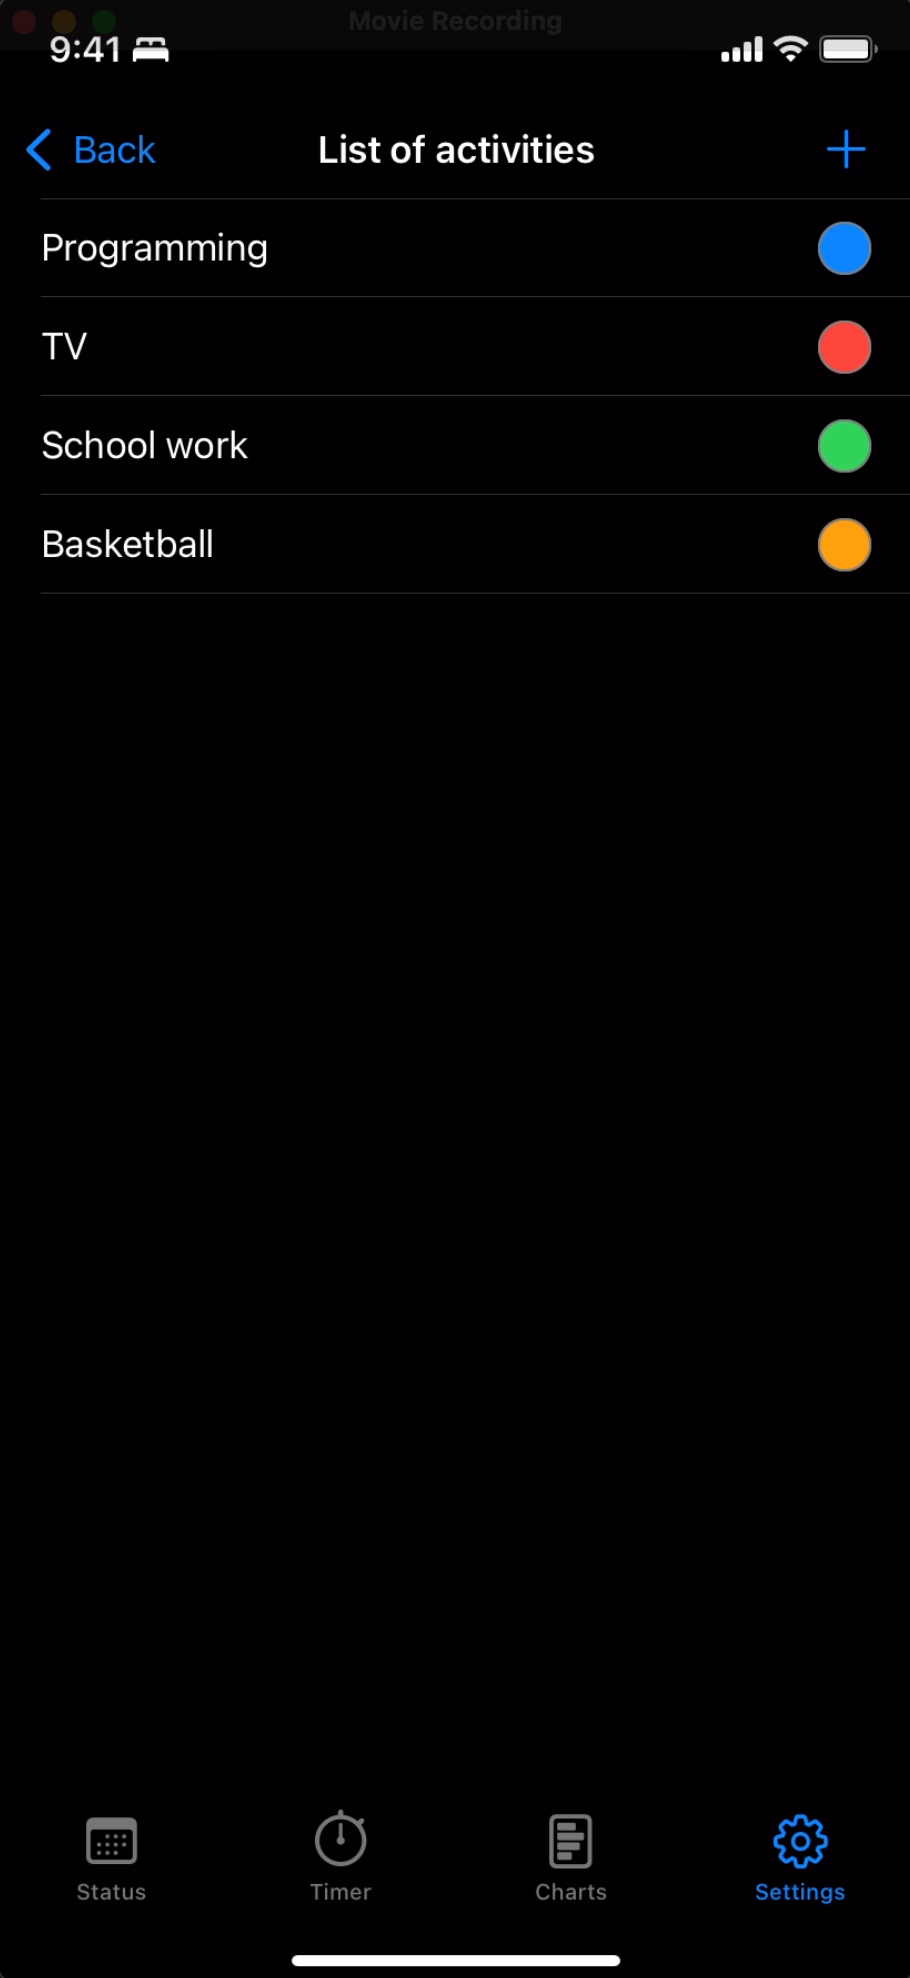 Movie Recording
9:41
Back
List of activities
Programming
TV
School work
Basketball
Status
Timer
Charts
Settings